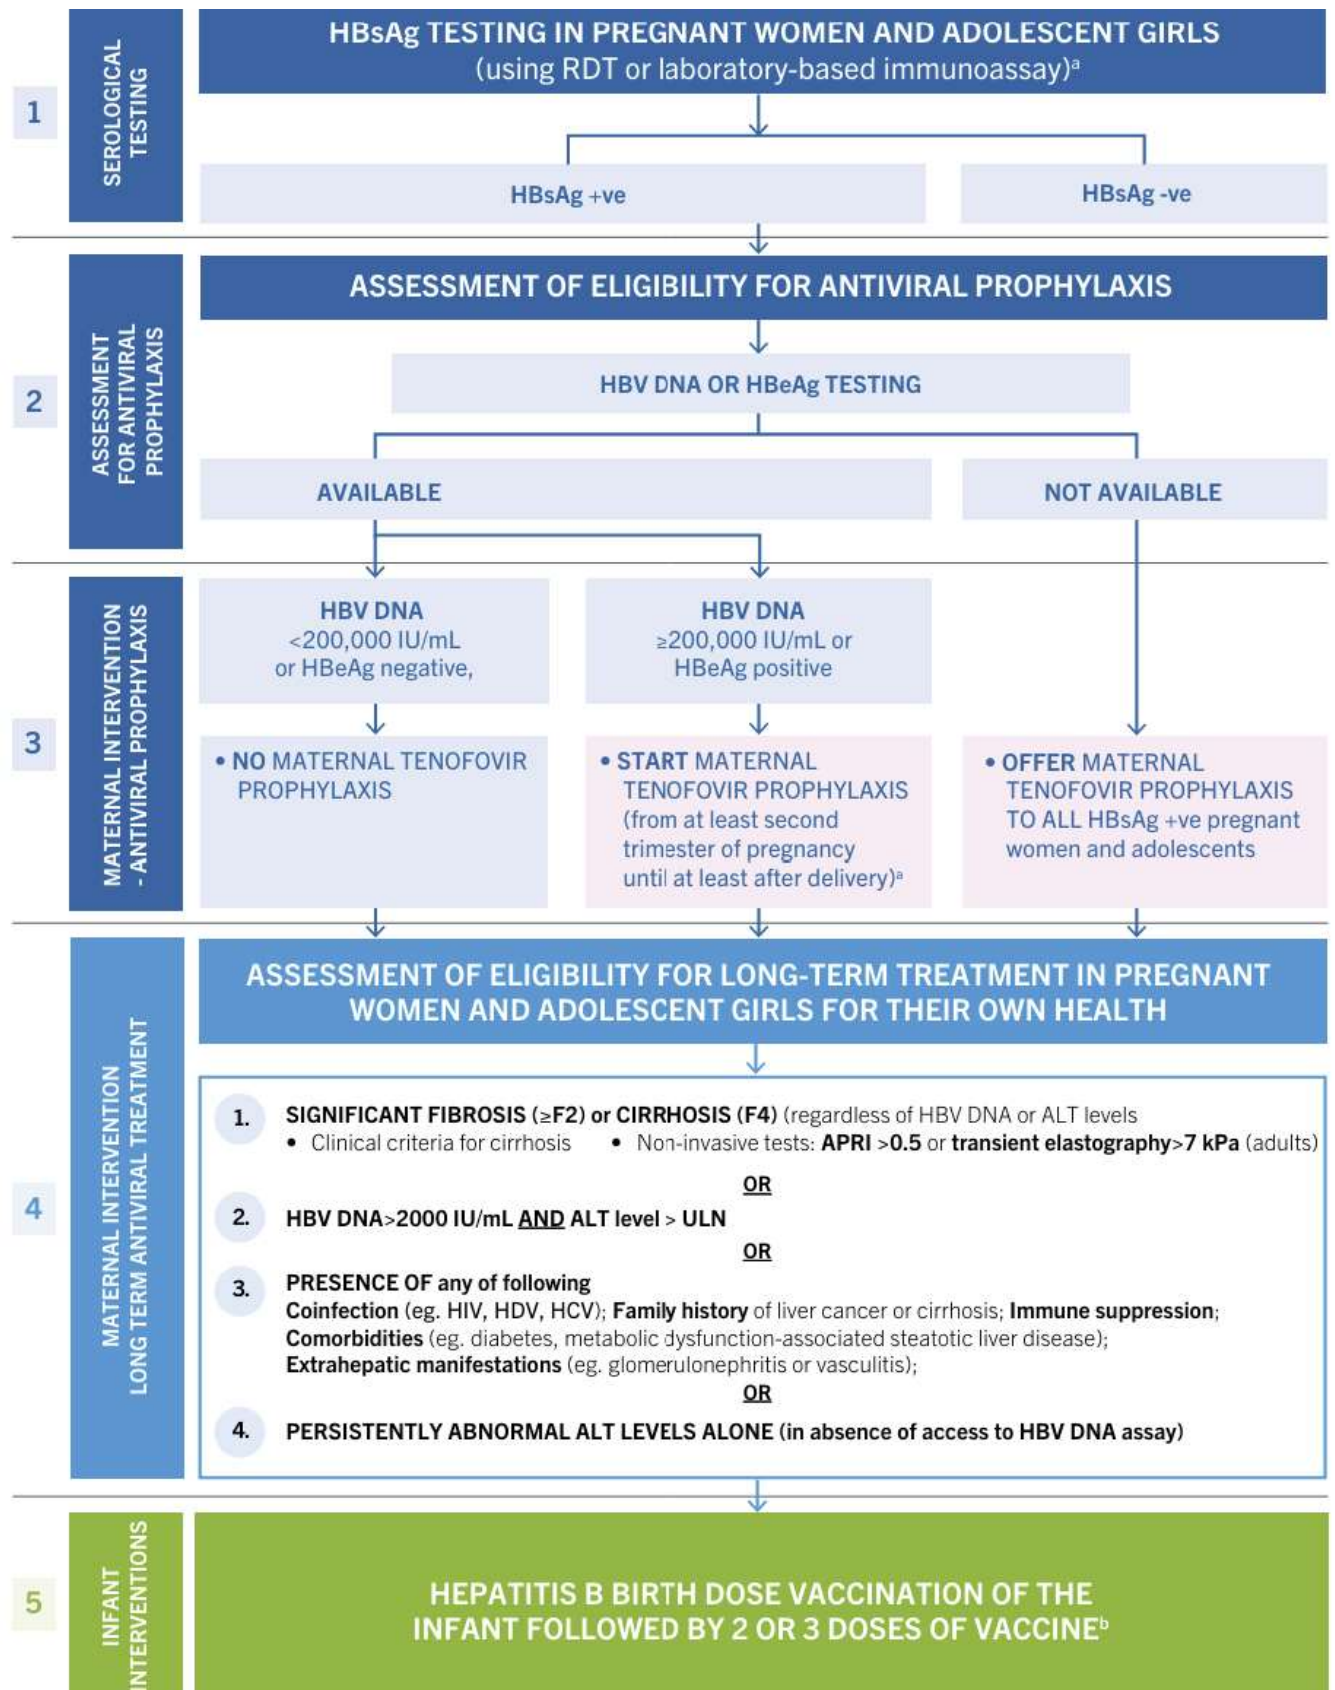 1
SEROLOGICAL
TESTING
HBsAg TESTING IN PREGNANT WOMEN AND ADOLESCENT GIRLS
(using RDT or laboratory-based immunoassay)ᵃ
HBsAg +ve
HBsAg -ve
2
ASSESSMENT
FOR ANTIVIRAL
PROPHYLAXIS
ASSESSMENT OF ELIGIBILITY FOR ANTIVIRAL PROPHYLAXIS
HBV DNA OR HBeAg TESTING
AVAILABLE
NOT AVAILABLE
3
MATERNAL INTERVENTION
- ANTIVIRAL PROPHYLAXIS
HBV DNA
<200,000 IU/mL
or HBeAg negative,
HBV DNA
≥200,000 IU/mL or
HBeAg positive
• NO MATERNAL TENOFOVIR
PROPHYLAXIS
• START MATERNAL
TENOFOVIR PROPHYLAXIS
(from at least second
trimester of pregnancy
until at least after delivery)ᵃ
• OFFER MATERNAL
TENOFOVIR PROPHYLAXIS
TO ALL HBsAg +ve pregnant
women and adolescents
4
MATERNAL INTERVENTION
LONG TERM ANTIVIRAL TREATMENT
ASSESSMENT OF ELIGIBILITY FOR LONG-TERM TREATMENT IN PREGNANT
WOMEN AND ADOLESCENT GIRLS FOR THEIR OWN HEALTH
1. SIGNIFICANT FIBROSIS (≥F2) or CIRRHOSIS (F4) (regardless of HBV DNA or ALT levels
• Clinical criteria for cirrhosis • Non-invasive tests: APRI >0.5 or transient elastography>7 kPa (adults)
OR
2. HBV DNA>2000 IU/mL AND ALT level > ULN
OR
3. PRESENCE OF any of following
Coinfection (eg. HIV, HDV, HCV); Family history of liver cancer or cirrhosis; Immune suppression;
Comorbidities (eg. diabetes, metabolic dysfunction-associated steatotic liver disease);
Extrahepatic manifestations (eg. glomerulonephritis or vasculitis);
OR
4. PERSISTENTLY ABNORMAL ALT LEVELS ALONE (in absence of access to HBV DNA assay)
5
INFANT
INTERVENTIONS
HEPATITIS B BIRTH DOSE VACCINATION OF THE
INFANT FOLLOWED BY 2 OR 3 DOSES OF VACCINEᵇ